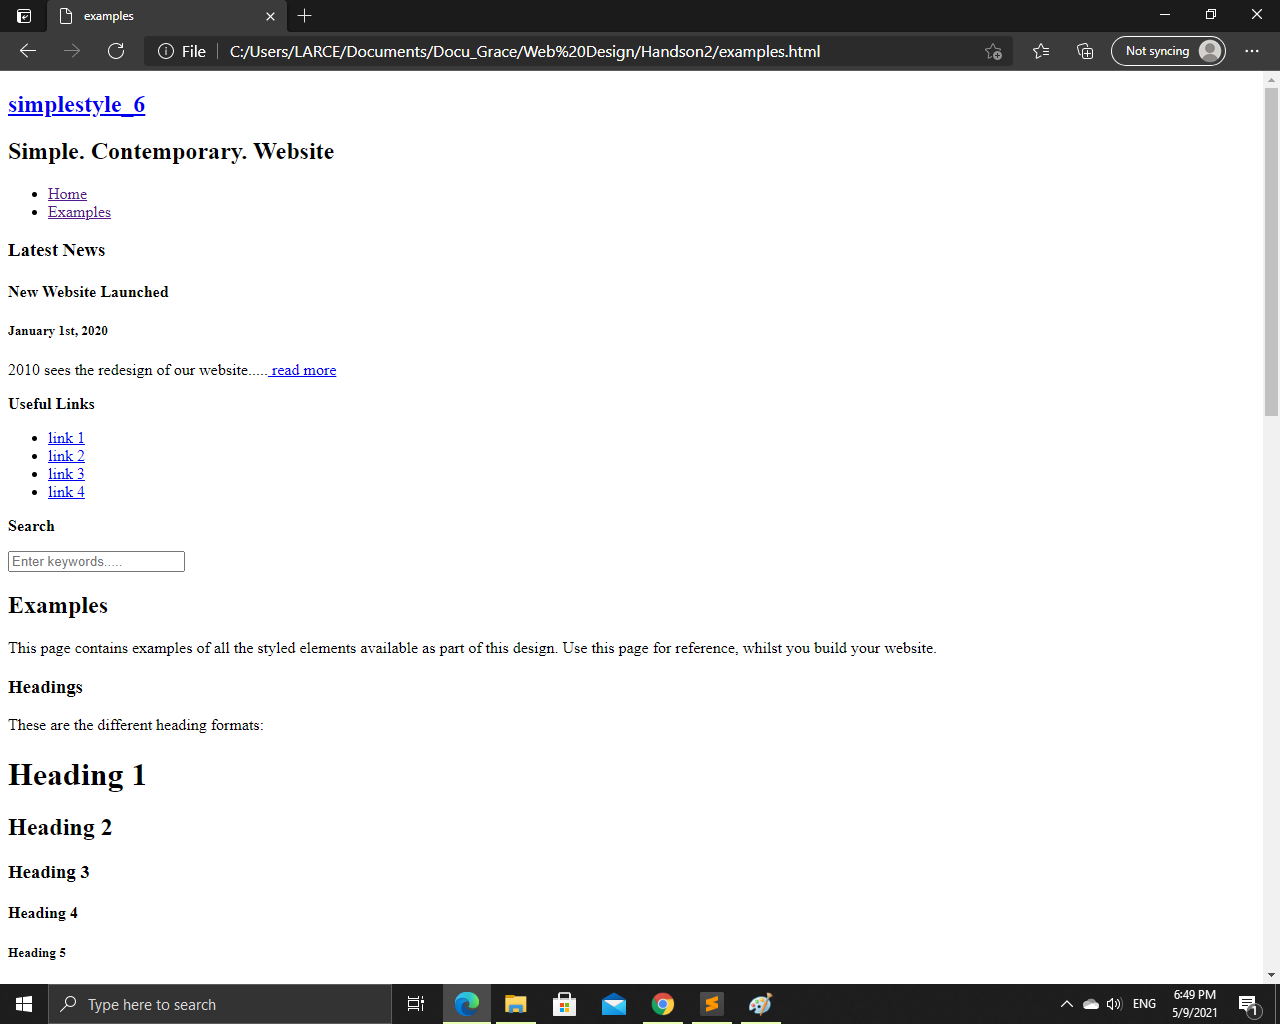 examples
File
C:/Users/LARCE/Documents/Docu_Grace/Web%20Design/Handson2/examples.html
Not syncing
simplestyle_6
Simple. Contemporary. Website
Home
Examples
Latest News
New Website Launched
January 1st, 2020
2010 sees the redesign of our website..... read more
Useful Links
link 1
link 2
link 3
link 4
Search
Enter keywords.....
Examples
This page contains examples of all the styled elements available as part of this design. Use this page for reference, whilst you build your website.
Headings
These are the different heading formats:
Heading 1
Heading 2
Heading 3
Heading 4
Heading 5
Type here to search
ENG
6:49 PM
5/9/2021
1